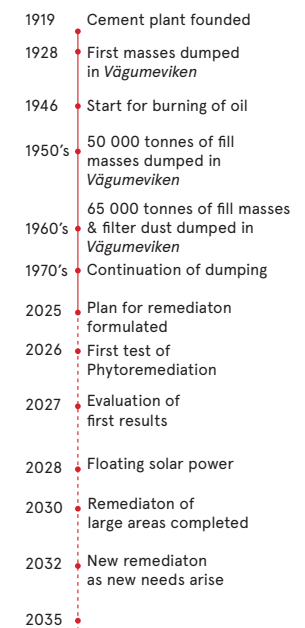 1919 Cement plant founded
1928 First masses dumped
in Vägumeviken
1946 Start for burning of oil
1950's 50 000 tonnes of fill
masses dumped in
Vägumeviken
65 000 tonnes of fill masses
1960's & filter dust dumped in
Vägumeviken
1970's Continuation of dumping
2025 Plan for remediaton
formulated
2026 First test of
Phytoremediation
2027 Evaluation of
first results
2028 Floating solar power
2030 Remediaton of
large areas completed
2032 New remediaton
as new needs arise
2035